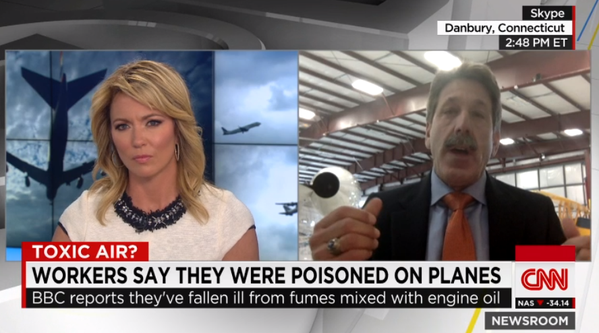 Skype
Danbury, Connecticut
2:48 PM ET
TOXIC AIR?
WORKERS SAY THEY WERE POISONED ON PLANES
BBC reports they've fallen ill from fumes mixed with engine oil
CNN
NAS ▼ -34.14
NEWSROOM